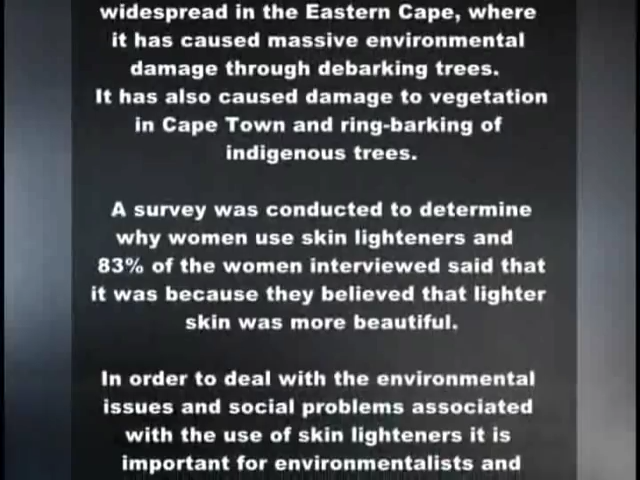 widespread in the Eastern Cape, where
it has caused massive environmental
damage through debarking trees.
It has also caused damage to vegetation
in Cape Town and ring-barking of
indigenous trees.
A survey was conducted to determine
why women use skin lighteners and
83% of the women interviewed said that
it was because they believed that lighter
skin was more beautiful.
In order to deal with the environmental
issues and social problems associated
with the use of skin lighteners it is
important for environmentalists and